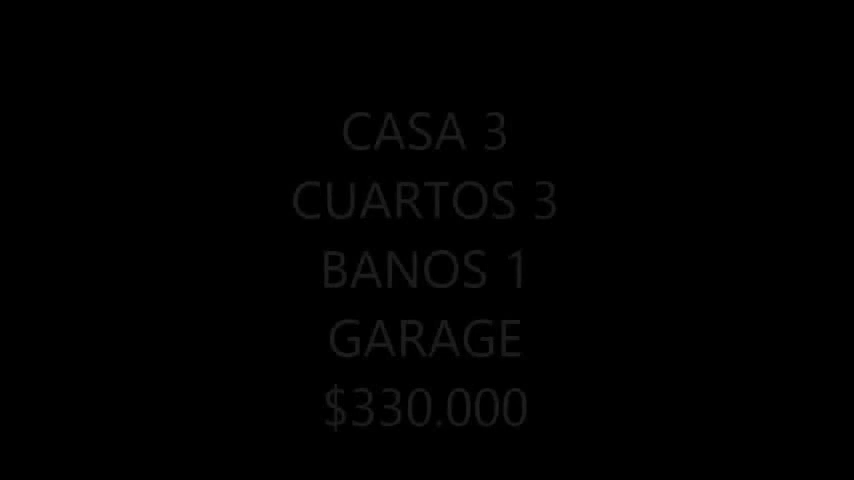 CASA 3
CUARTOS 3
BANOS 1
GARAGE
$330.000